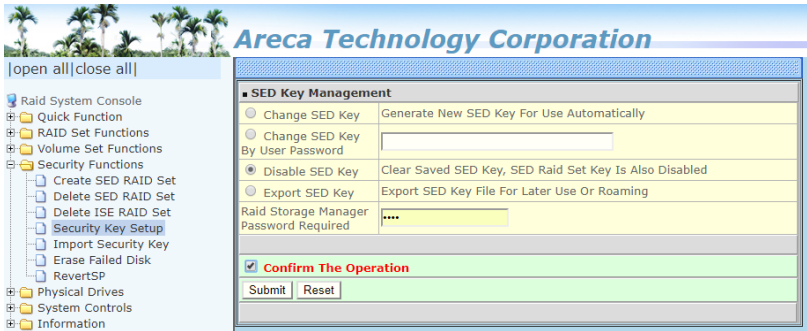 Areca Technology Corporation
|open all|close all|
Raid System Console
Quick Function
RAID Set Functions
Volume Set Functions
Security Functions
Create SED RAID Set
Delete SED RAID Set
Delete ISE RAID Set
Security Key Setup
Import Security Key
Erase Failed Disk
RevertSP
Physical Drives
System Controls
Information
SED Key Management
Change SED Key Generate New SED Key For Use Automatically
Change SED Key
By User Password
Disable SED Key Clear Saved SED Key, SED Raid Set Key Is Also Disabled
Export SED Key Export SED Key File For Later Use Or Roaming
Raid Storage Manager
Password Required ••••
Confirm The Operation
Submit Reset